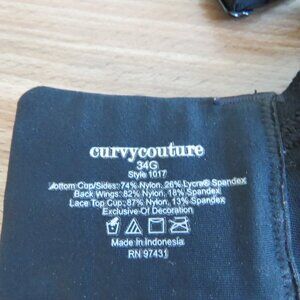 curvycouture
34G
Style 1017
Bottom Cup/Sides: 74% Nylon, 26% Lycra® Spandex
Back Wings: 82% Nylon, 18% Spandex
Lace Top Cup: 87% Nylon, 13% Spandex
Exclusive Of Decoration
Made In Indonesia
RN 97431